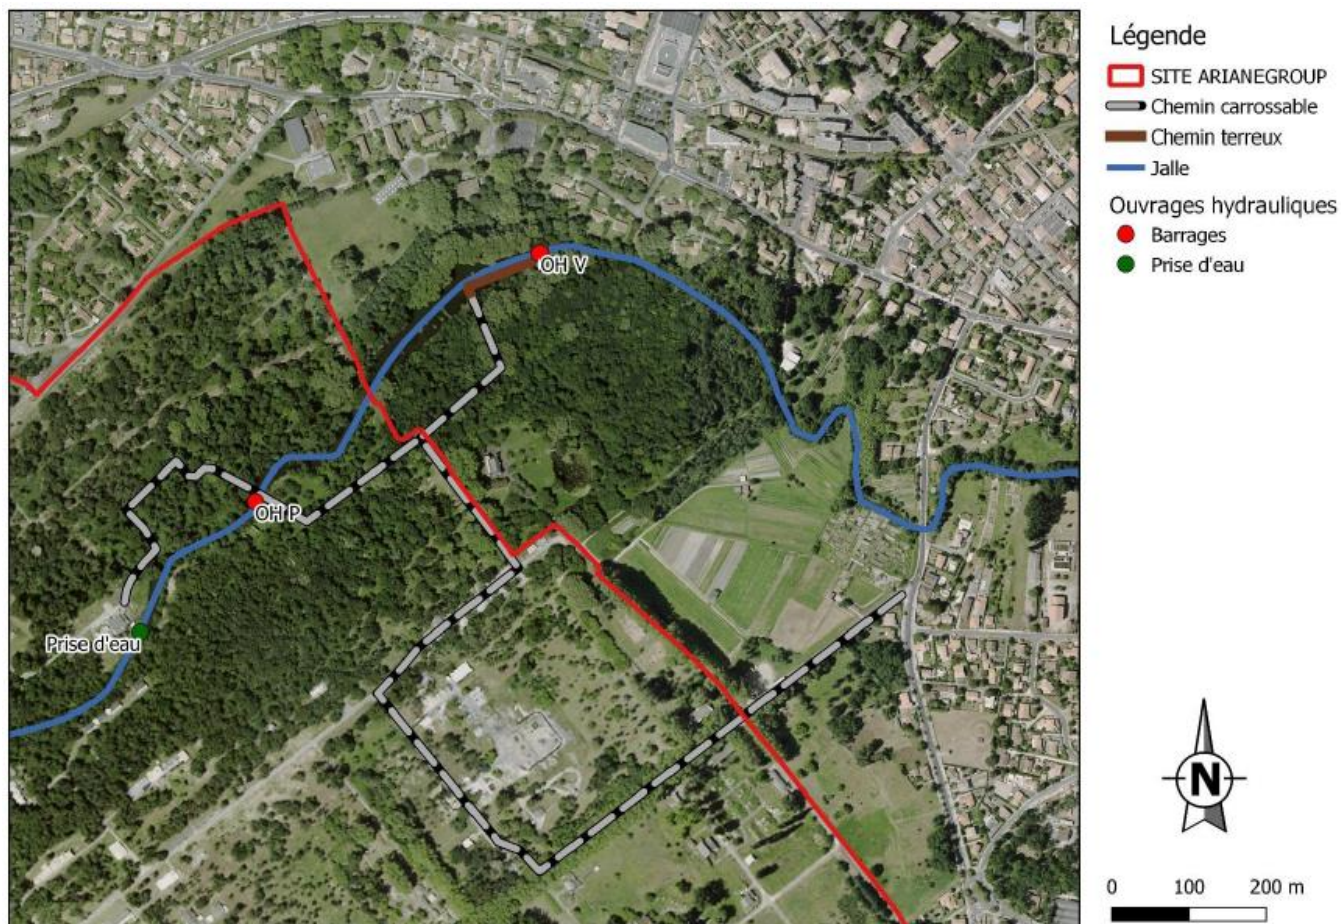 Légende
SITE ARIANEGROUP
Chemin carrossable
Chemin terreux
Jalle
Ouvrages hydrauliques
Barrages
Prise d'eau
OH V
OH P
Prise d'eau
N
0 100 200 m